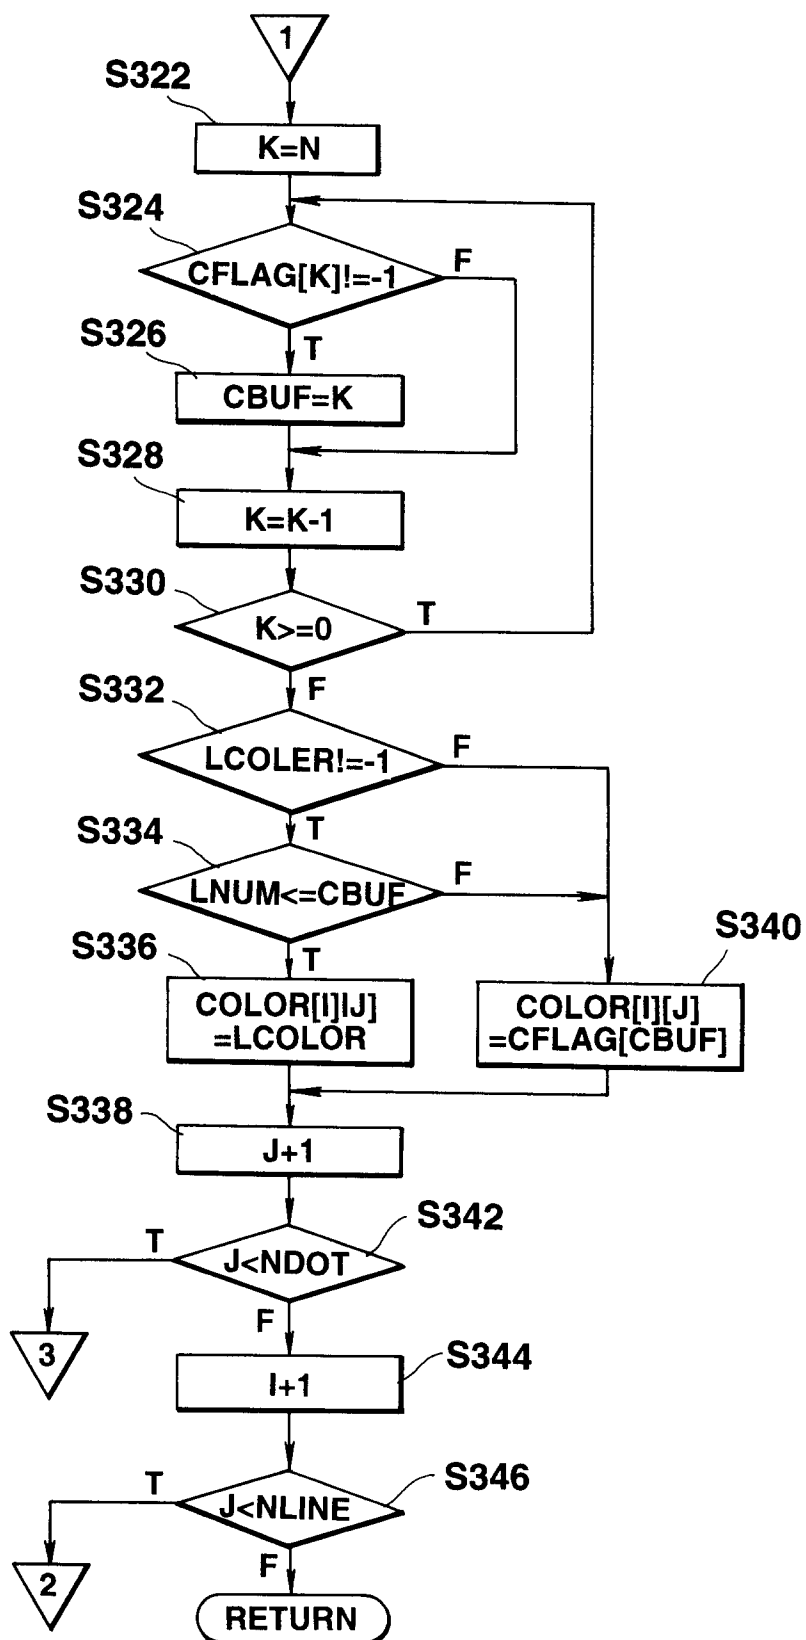 1
S322
K=N
S324
CFLAG[K]!=-1
F
T
S326
CBUF=K
S328
K=K-1
S330
K>=0
T
F
S332
LCOLER!=-1
F
T
S334
LNUM<=CBUF
F
T
S336
COLOR[I]IJ]
=LCOLOR
S340
COLOR[I][J]
=CFLAG[CBUF]
S338
J+1
S342
J<NDOT
T
F
3
S344
I+1
S346
J<NLINE
T
F
2
RETURN